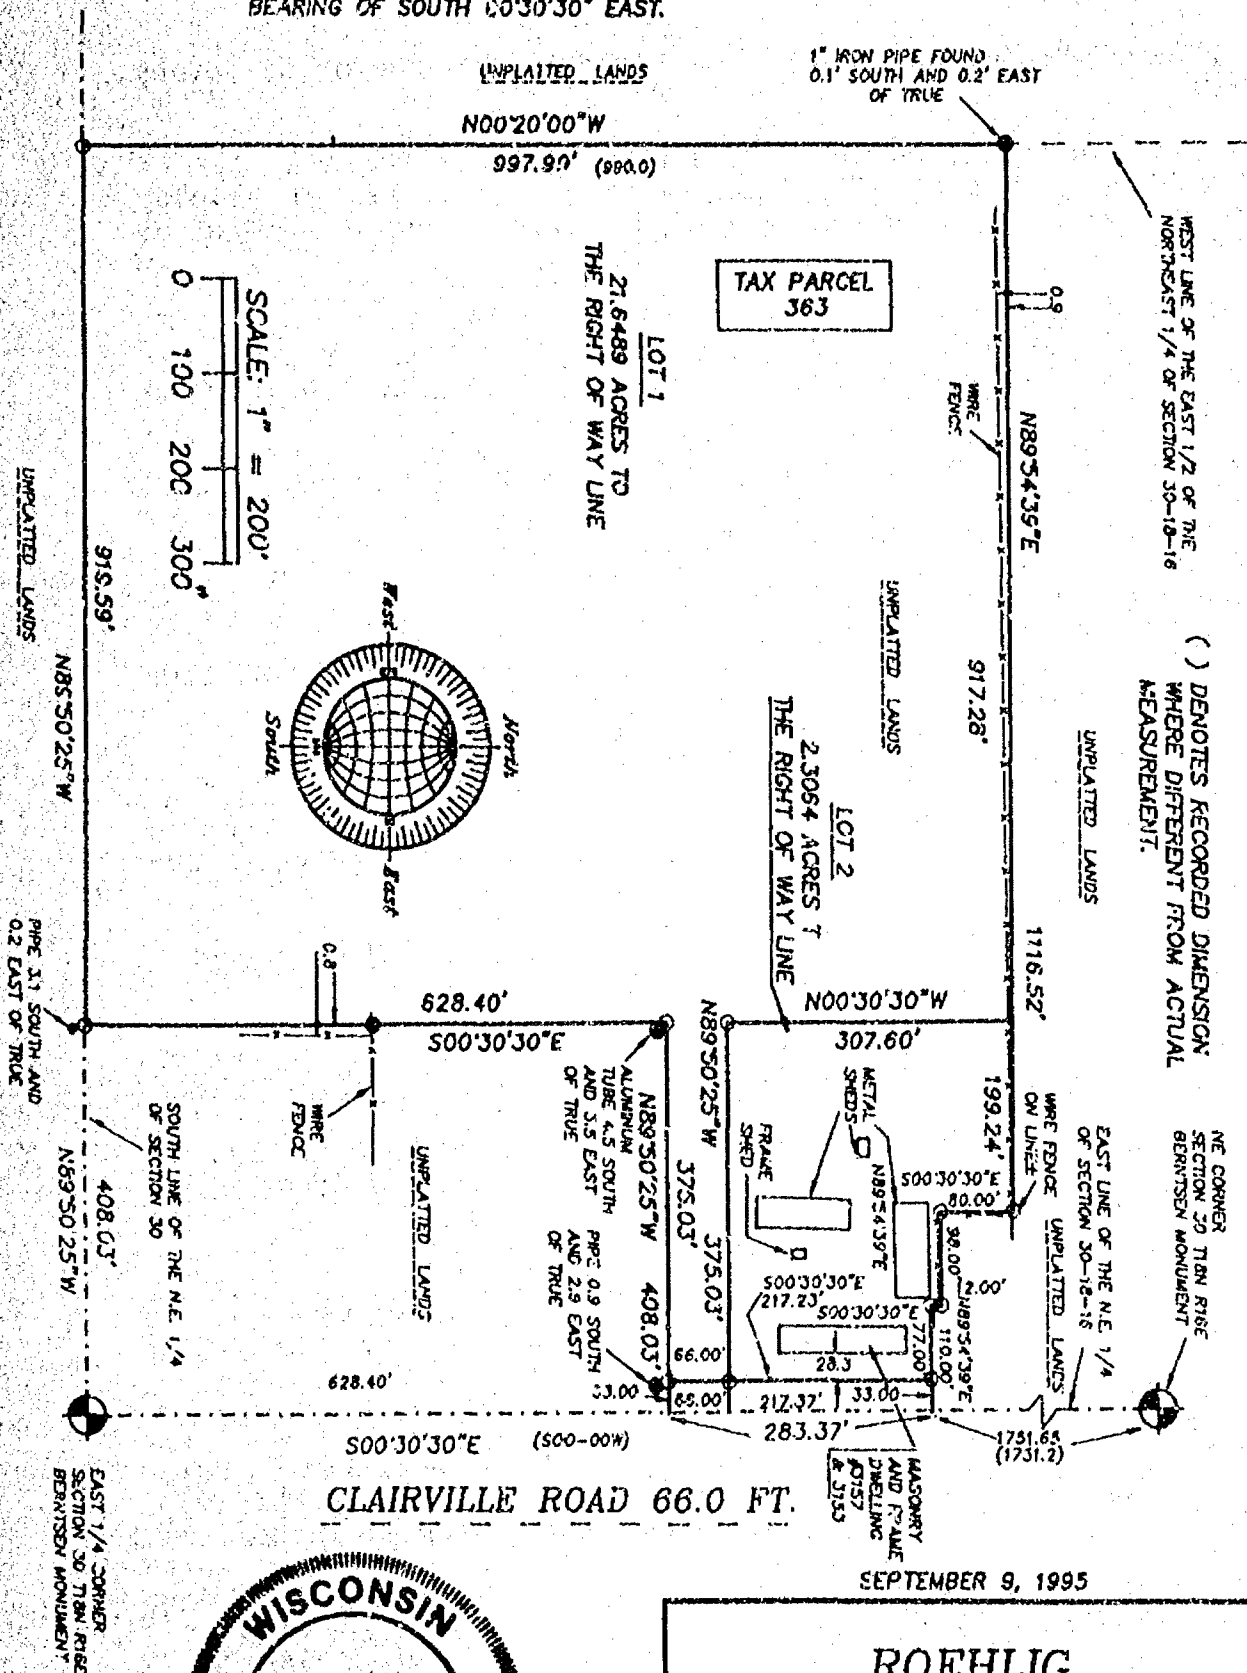 BEARING OF SOUTH 00°30'30" EAST.
UNPLATTED LANDS
1" IRON PIPE FOUND
0.1' SOUTH AND 0.2' EAST
OF TRUE
N00°20'00"W
997.90' (990.0)
WEST LINE OF THE EAST 1/2 OF THE
NORTHEAST 1/4 OF SECTION 30-18-16
TAX PARCEL
363
LOT 1
21.6489 ACRES TO
THE RIGHT OF WAY LINE
0.9
WIRE
FENCE
N89°54'39"E
SCALE: 1" = 200'
0 100 200 300
UNPLATTED LANDS
UNPLATTED LANDS
917.28'
UNPLATTED LANDS
( ) DENOTES RECORDED DIMENSION
WHERE DIFFERENT FROM ACTUAL
MEASUREMENT.
N89°50'25"W
North
South
West
East
LOT 2
2.3054 ACRES T
THE RIGHT OF WAY LINE
1116.52'
PIPE 3.1 SOUTH AND
0.2 EAST OF TRUE
0.8
628.40'
S00°30'30"E
N00°30'30"W
307.60'
199.24'
WIRE FENCE
ON LINE
WIRE
FENCE
ALUMINUM
TUBE 4.5 SOUTH
AND 3.5 EAST
OF TRUE
N89°50'25"W
375.03'
METAL
SHEDS
FRAME
SHED
S00°30'30"E
80.00'
N89°54'39"E
98.00'
2.00'
EAST LINE OF THE N.E. 1/4
OF SECTION 30-18-16
NE CORNER
SECTION 30 T18N R16E
BERNTSEN MONUMENT
UNPLATTED LANDS
SOUTH LINE OF THE N.E. 1/4
OF SECTION 30
408.03'
N89°50'25"W
UNPLATTED LANDS
N89°50'25"W 408.03'
375.03'
PIPE 0.9 SOUTH
AND 2.9 EAST
OF TRUE
S00°30'30"E
217.23'
S00°30'30"E
77.00'
N89°54'39"E
110.00'
28.3
66.00'
33.00
66.00'
217.37'
33.00
628.40'
283.37'
S00°30'30"E (S00-00W)
1751.65
(1731.2)
MASONRY
AND FRAME
DWELLING
CLAIRVILLE ROAD 66.0 FT.
EAST 1/4 CORNER
SECTION 30 T18N R16E
BERNTSEN MONUMENT
SEPTEMBER 9, 1995
WISCONSIN
ROEHLIG